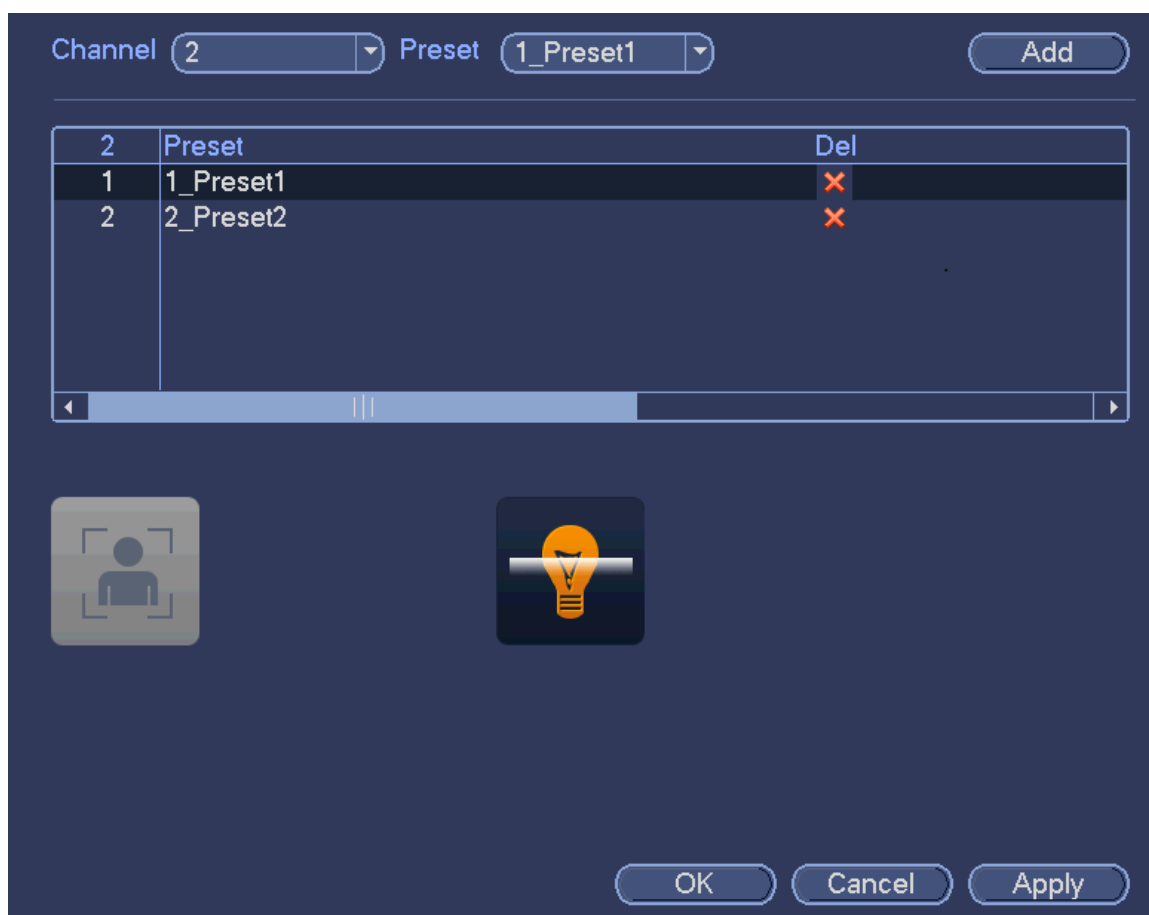 Channel 2 Preset 1_Preset1 Add
2 Preset Del
1 1_Preset1
2 2_Preset2
OK Cancel Apply